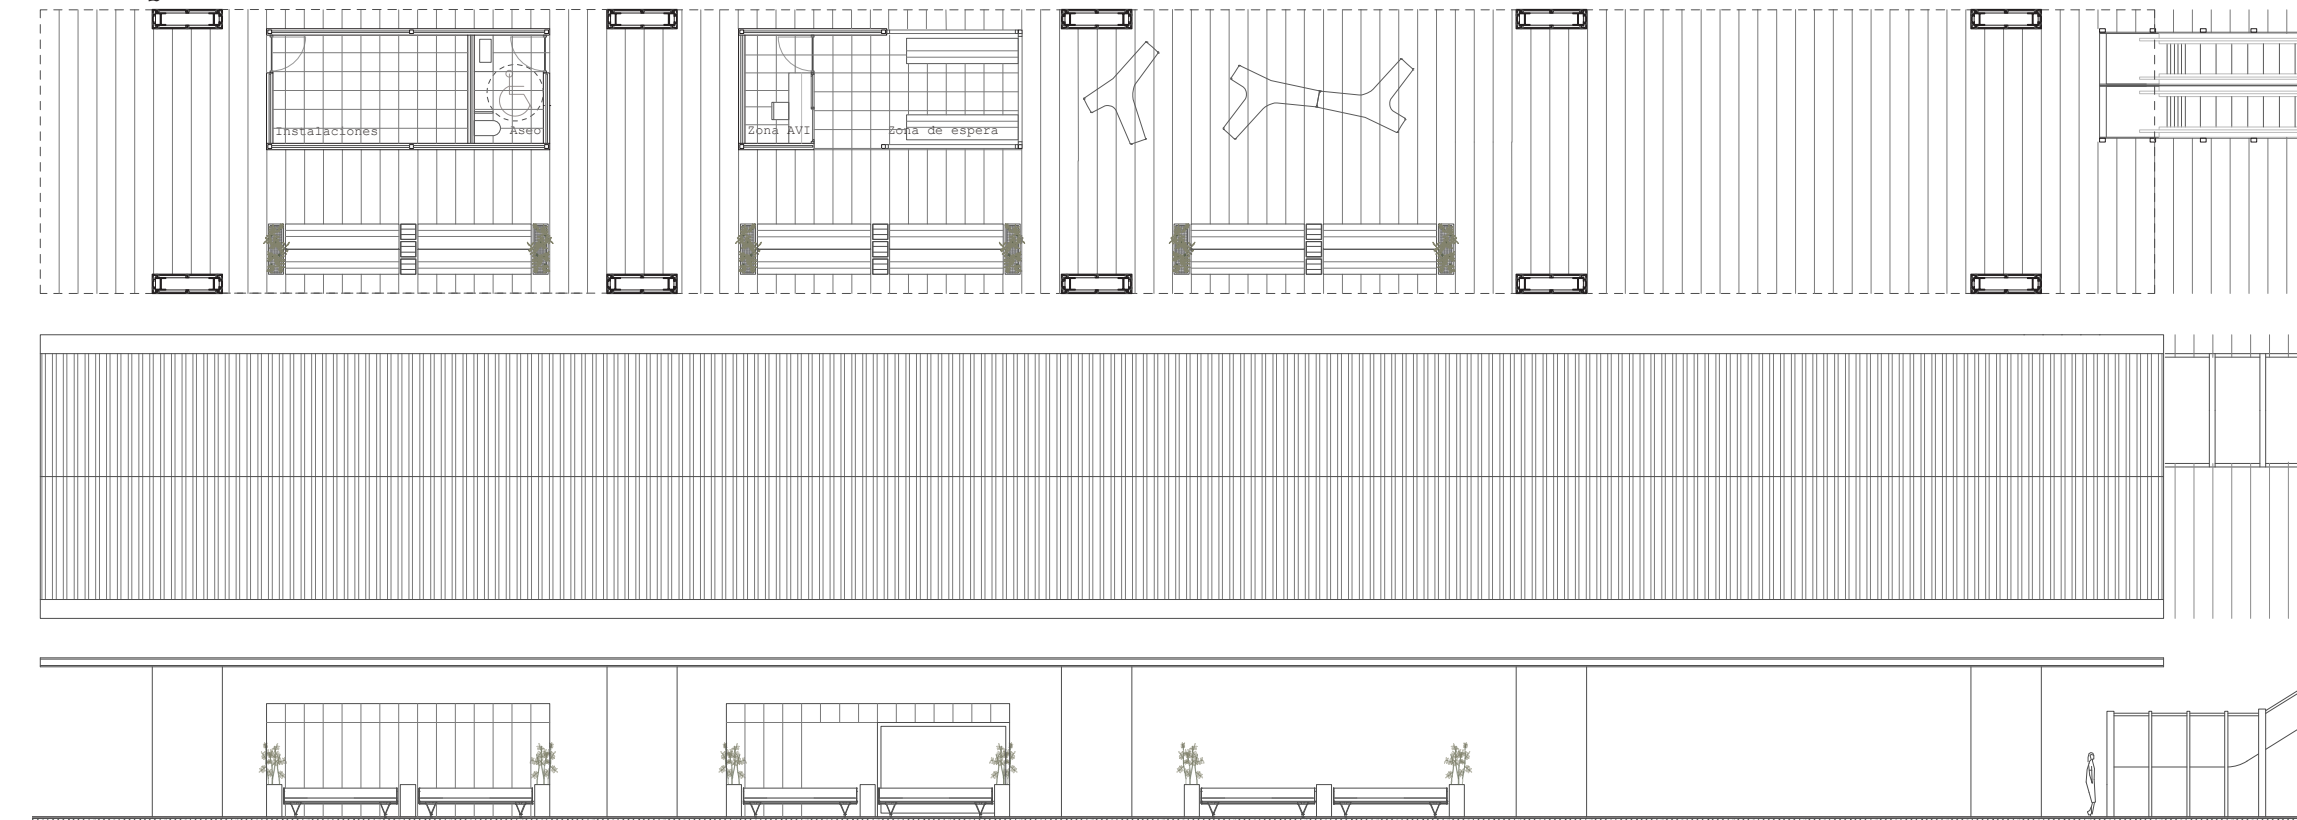 Instalaciones
Aseo
Zona AVI
Zona de espera